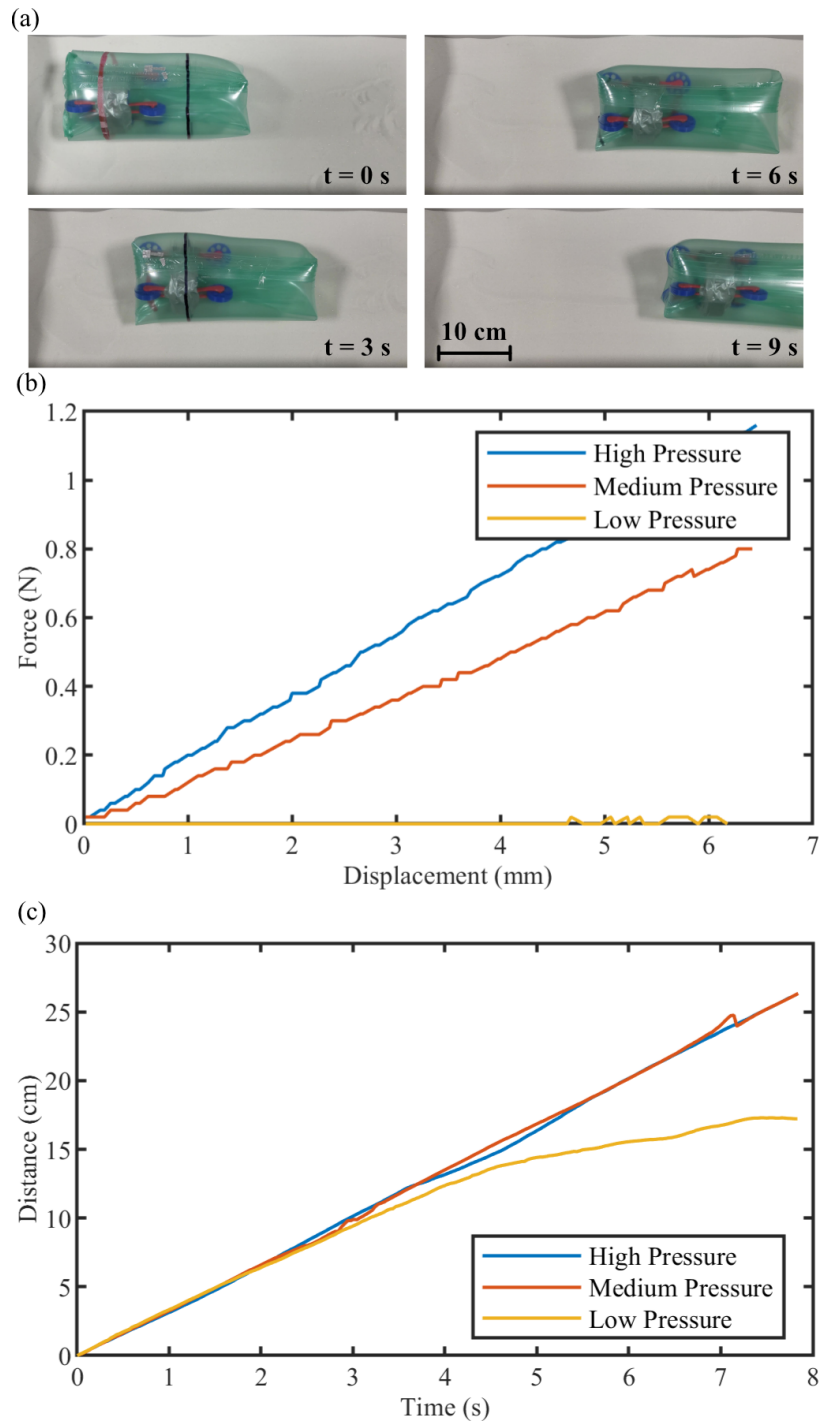 (a)
t = 0 s
t = 6 s
t = 3 s
10 cm
t = 9 s
(b)
1.2
1
0.8
0.6
0.4
0.2
0
Force (N)
High Pressure
Medium Pressure
Low Pressure
0 1 2 3 4 5 6 7
Displacement (mm)
(c)
30
25
20
15
10
5
0
Distance (cm)
High Pressure
Medium Pressure
Low Pressure
0 1 2 3 4 5 6 7 8
Time (s)